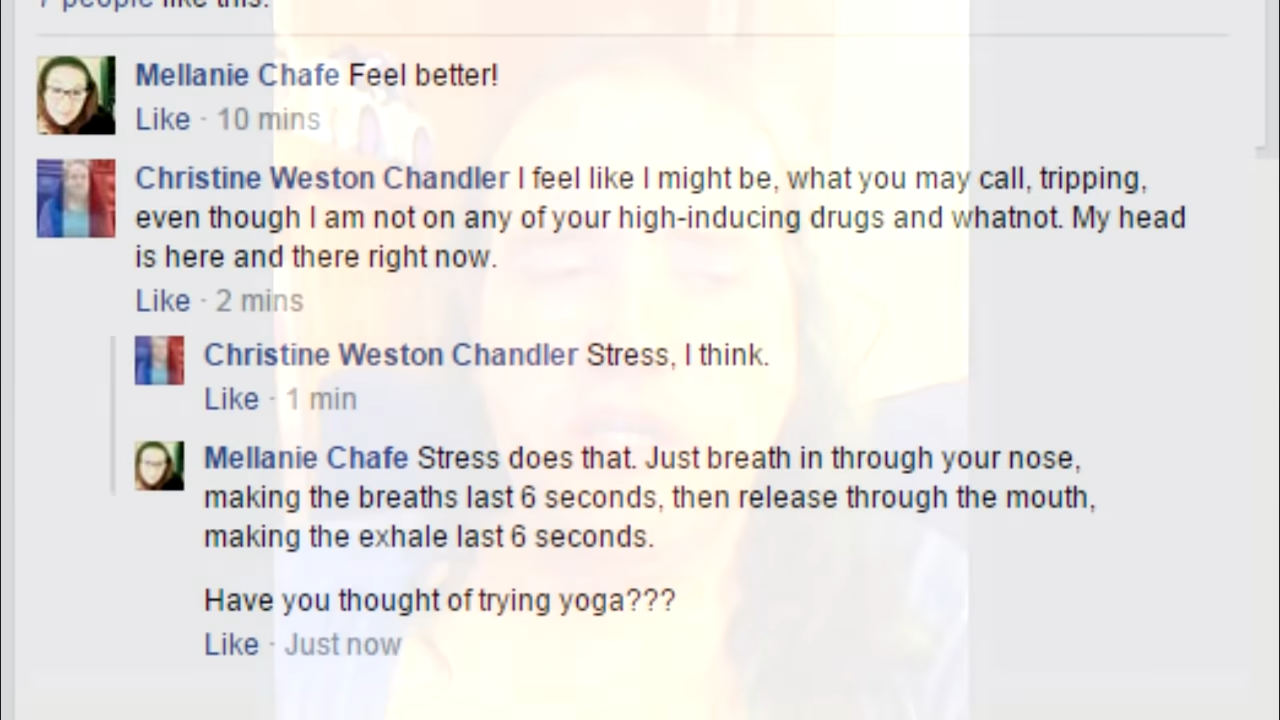 7 people like this.
Mellanie Chafe Feel better!
Like · 10 mins
Christine Weston Chandler I feel like I might be, what you may call, tripping,
even though I am not on any of your high-inducing drugs and whatnot. My head
is here and there right now.
Like · 2 mins
Christine Weston Chandler Stress, I think.
Like · 1 min
Mellanie Chafe Stress does that. Just breath in through your nose,
making the breaths last 6 seconds, then release through the mouth,
making the exhale last 6 seconds.
Have you thought of trying yoga???
Like · Just now